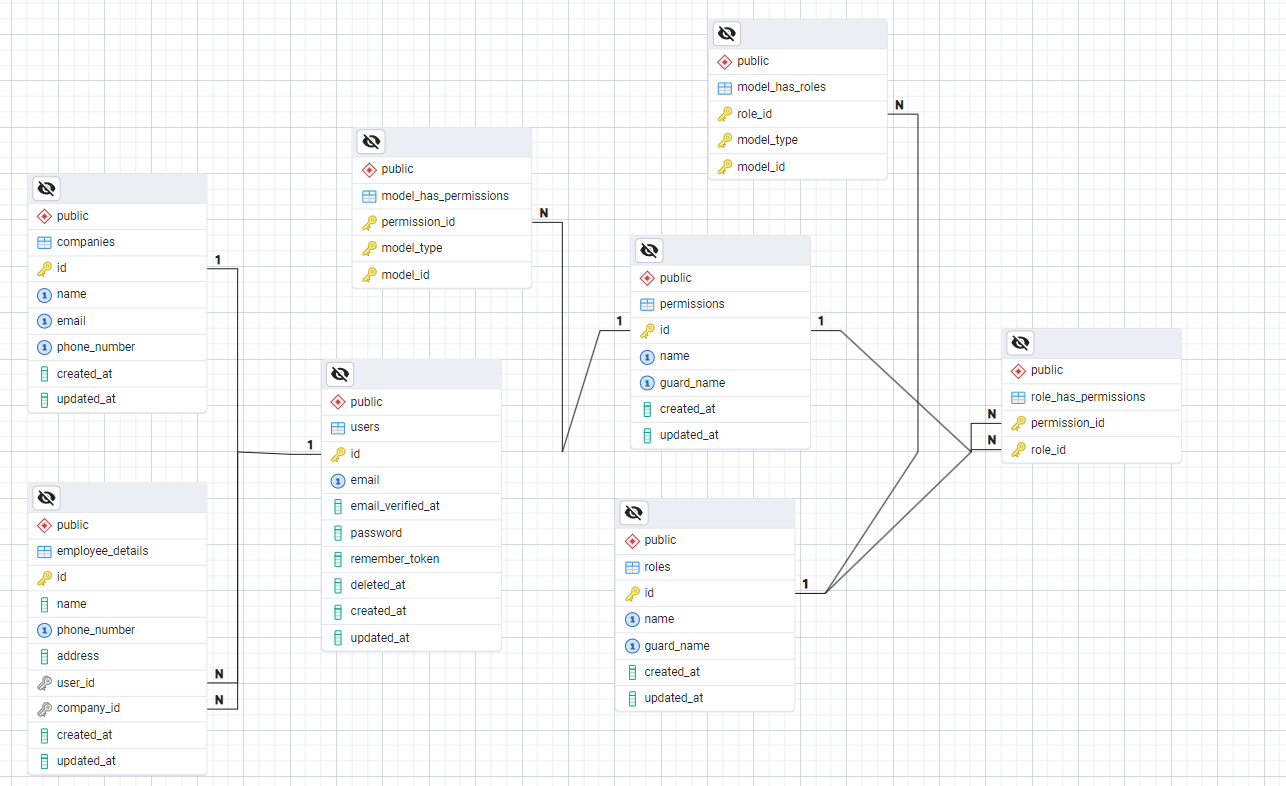 public
model_has_roles
role_id
model_type
model_id
N
public
model_has_permissions
permission_id
model_type
model_id
N
public
companies
id
name
email
phone_number
created_at
updated_at
1
public
permissions
id
name
guard_name
created_at
updated_at
1
1
public
role_has_permissions
permission_id
role_id
N
N
public
users
id
email
email_verified_at
password
remember_token
deleted_at
created_at
updated_at
1
public
employee_details
id
name
phone_number
address
user_id
company_id
created_at
updated_at
N
N
public
roles
id
name
guard_name
created_at
updated_at
1